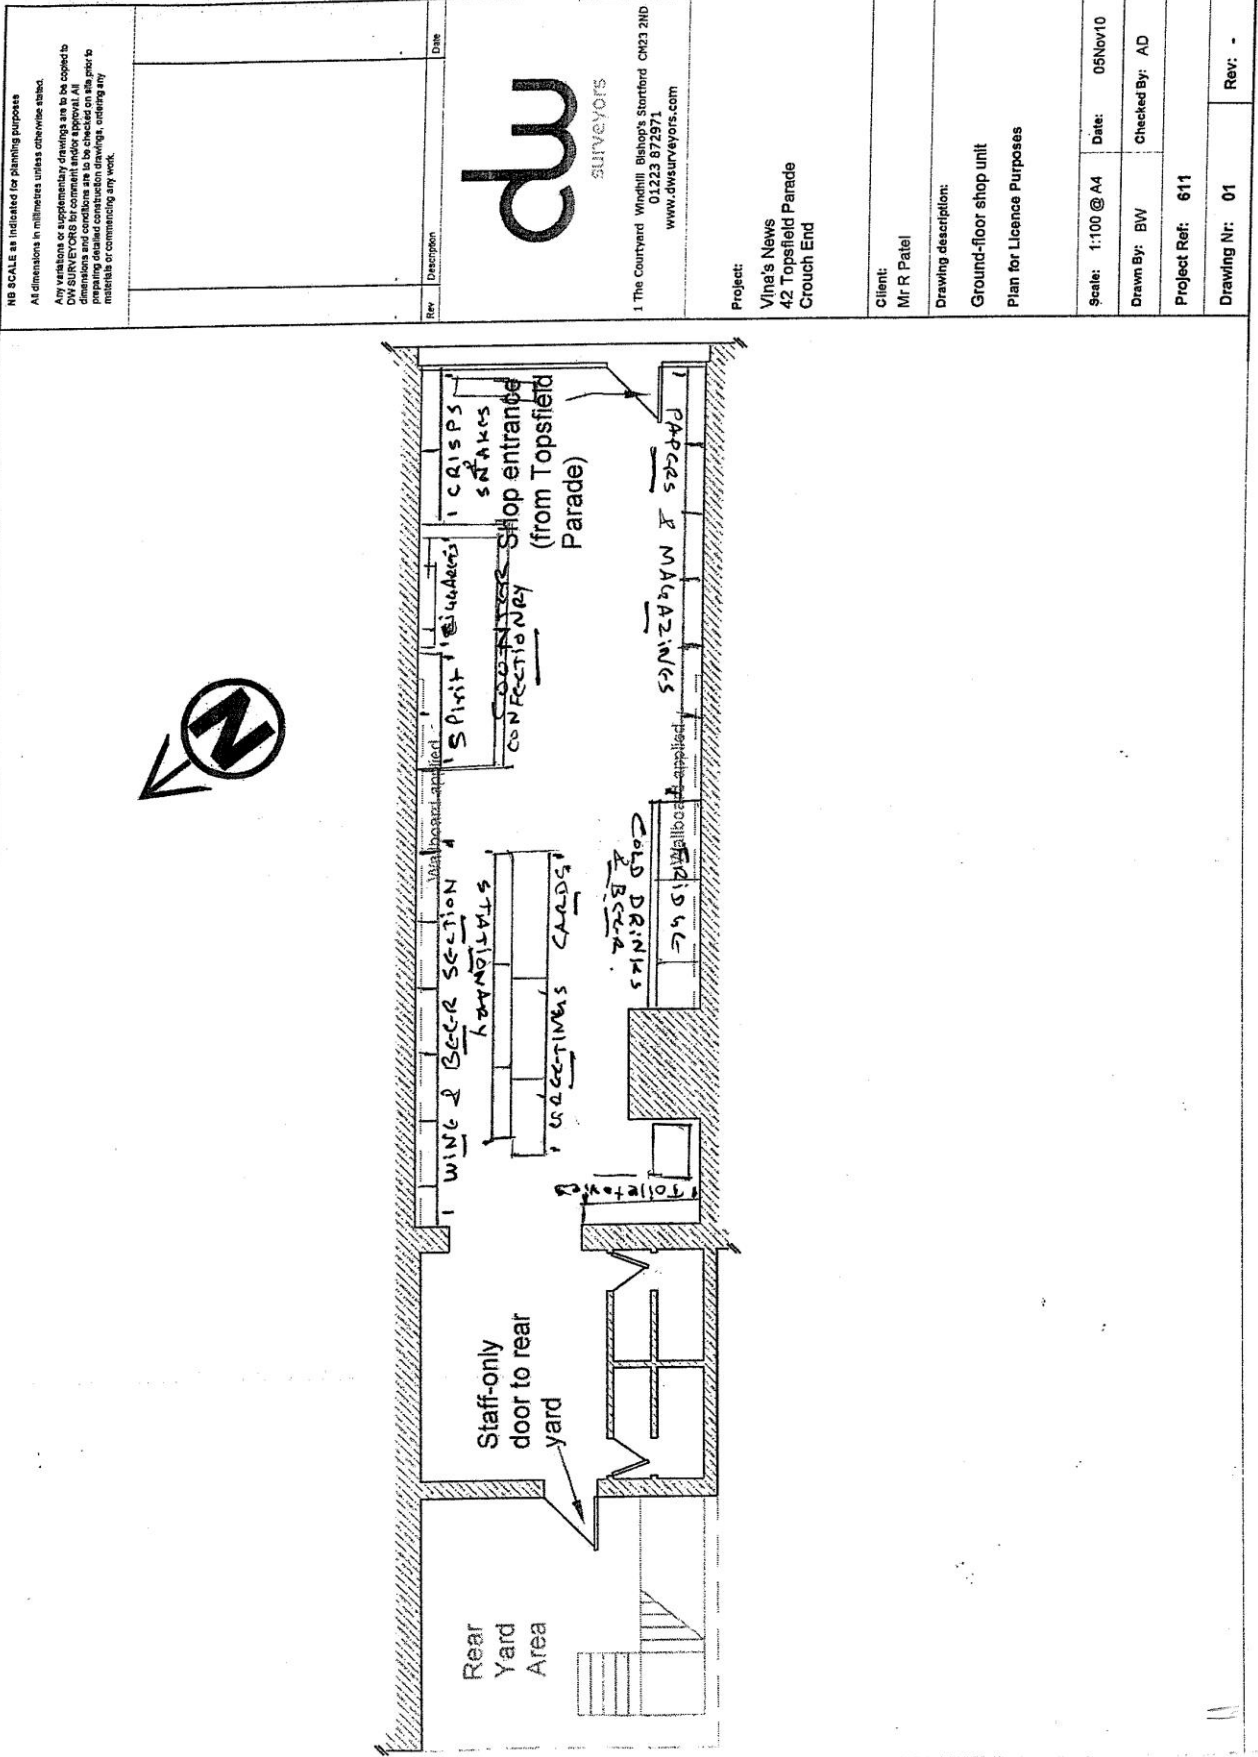 NB SCALE as indicated for planning purposes
All dimensions in millimetres unless otherwise stated.
Any variations or supplementary drawings are to be copied to
DW SURVEYORS for comment and/or approval. All
dimensions and conditions are to be checked on site prior to
preparing detailed construction drawings, ordering any
materials or commencing any work.
Rev Description Date
dw
surveyors
1 The Courtyard Windhill Bishop's Stortford CM23 2ND
01223 872971
www.dwsurveyors.com
Project:
Vina's News
42 Topsfield Parade
Crouch End
Client:
Mr R Patel
Drawing description:
Ground-floor shop unit
Plan for Licence Purposes
Scale: 1:100 @ A4 Date: 05Nov10
Drawn By: BW Checked By: AD
Project Ref: 611
Drawing Nr: 01 Rev: -
CRISPS
Shop entrance
(from Topsfield
Parade)
Spirit
COUNTER
CONFECTIONRY
PAPERS & MAGAZINES
Wallboard applied
Wallboard applied
WINE & BEER SECTION
STATIONARY
GREETINGS CARDS
COLD DRINKS
& BEER.
FRIDGE
Toiletories
N
Staff-only
door to rear
yard
Rear
Yard
Area